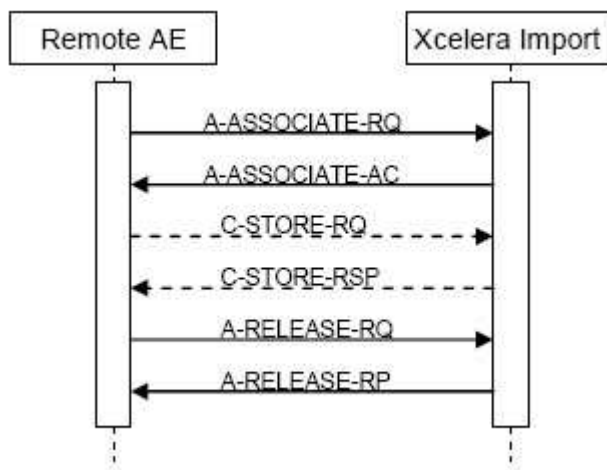 Remote AE
Xcelera Import
A-ASSOCIATE-RQ
A-ASSOCIATE-AC
C-STORE-RQ
C-STORE-RSP
A-RELEASE-RQ
A-RELEASE-RP